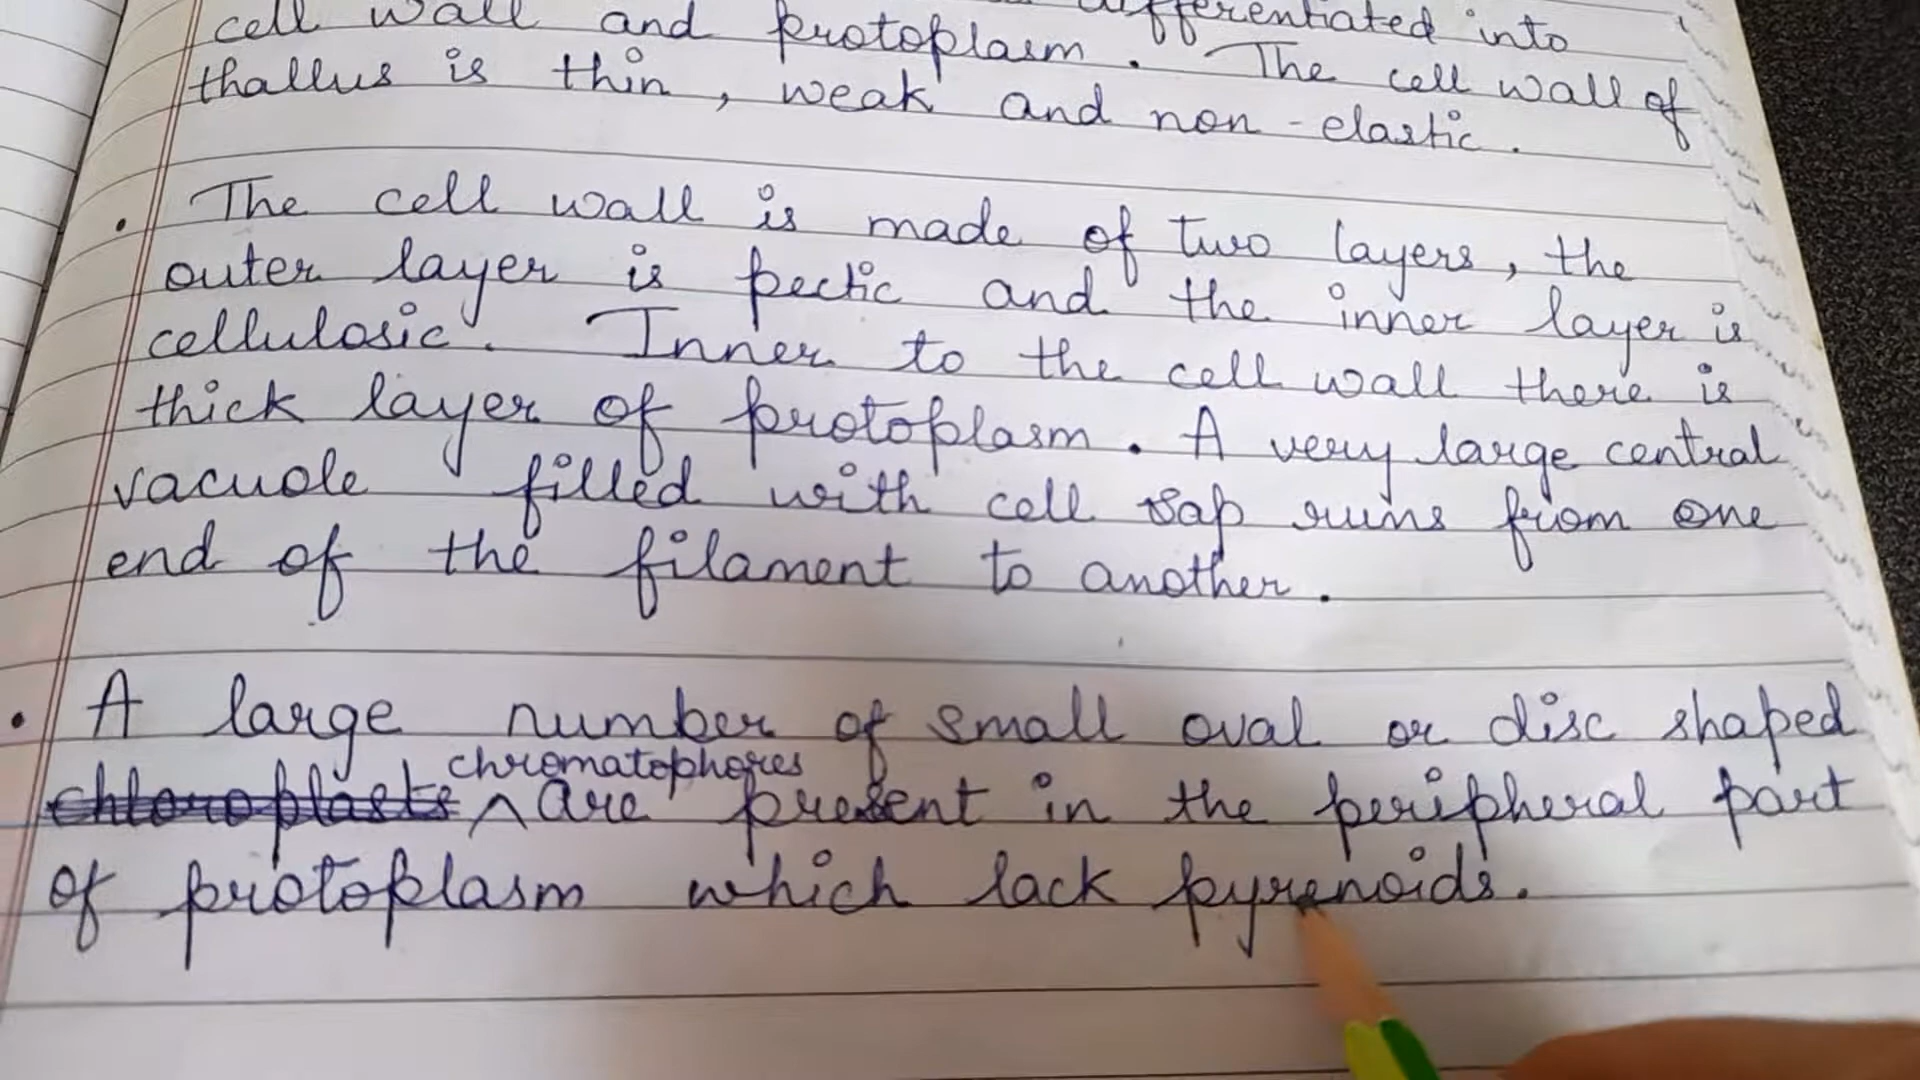 differentiated into
cell wall and protoplasm. The cell wall of
thallus is thin, weak and non-elastic.
• The cell wall is made of two layers, the
outer layer is pectic and the inner layer is
cellulosic. Inner to the cell wall there is
thick layer of protoplasm. A very large central
vacuole filled with cell sap runs from one
end of the filament to another.
• A large number of small oval or disc shaped
chromatophores
chloroplasts ^ are present in the peripheral part
of protoplasm which lack pyrenoids.